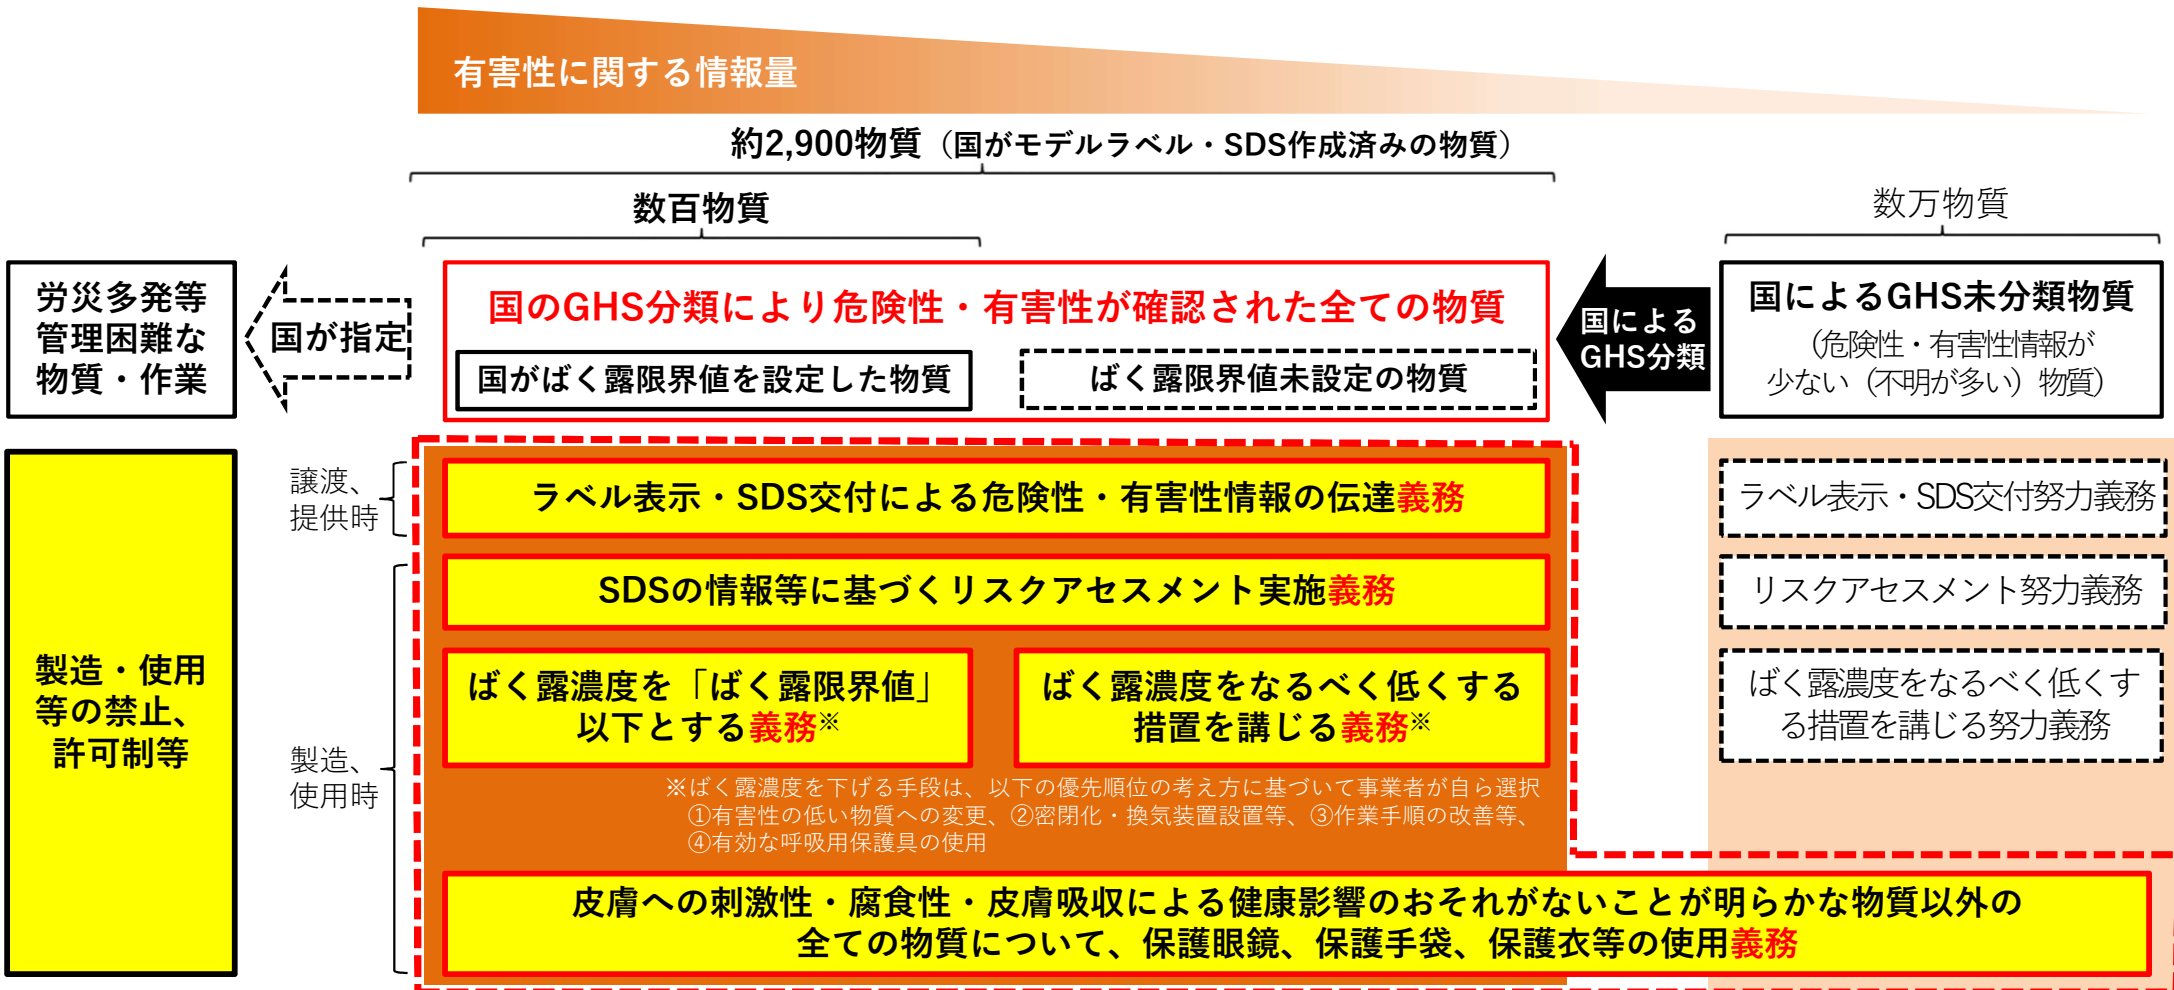 有害性に関する情報量
約2,900物質（国がモデルラベル・SDS作成済みの物質）
数百物質
数万物質
労災多発等
管理困難な
物質・作業
国が指定
国のGHS分類により危険性・有害性が確認された全ての物質
国がばく露限界値を設定した物質
ばく露限界値未設定の物質
国による
GHS分類
国によるGHS未分類物質
（危険性・有害性情報が
少ない（不明が多い）物質）
製造・使用
等の禁止、
許可制等
譲渡、
提供時
ラベル表示・SDS交付による危険性・有害性情報の伝達義務
ラベル表示・SDS交付努力義務
製造、
使用時
SDSの情報等に基づくリスクアセスメント実施義務
リスクアセスメント努力義務
ばく露濃度を「ばく露限界値」
以下とする義務※
ばく露濃度をなるべく低くする
措置を講じる義務※
ばく露濃度をなるべく低くす
る措置を講じる努力義務
※ばく露濃度を下げる手段は、以下の優先順位の考え方に基づいて事業者が自ら選択
①有害性の低い物質への変更、②密閉化・換気装置設置等、③作業手順の改善等、
④有効な呼吸用保護具の使用
皮膚への刺激性・腐食性・皮膚吸収による健康影響のおそれがないことが明らかな物質以外の
全ての物質について、保護眼鏡、保護手袋、保護衣等の使用義務